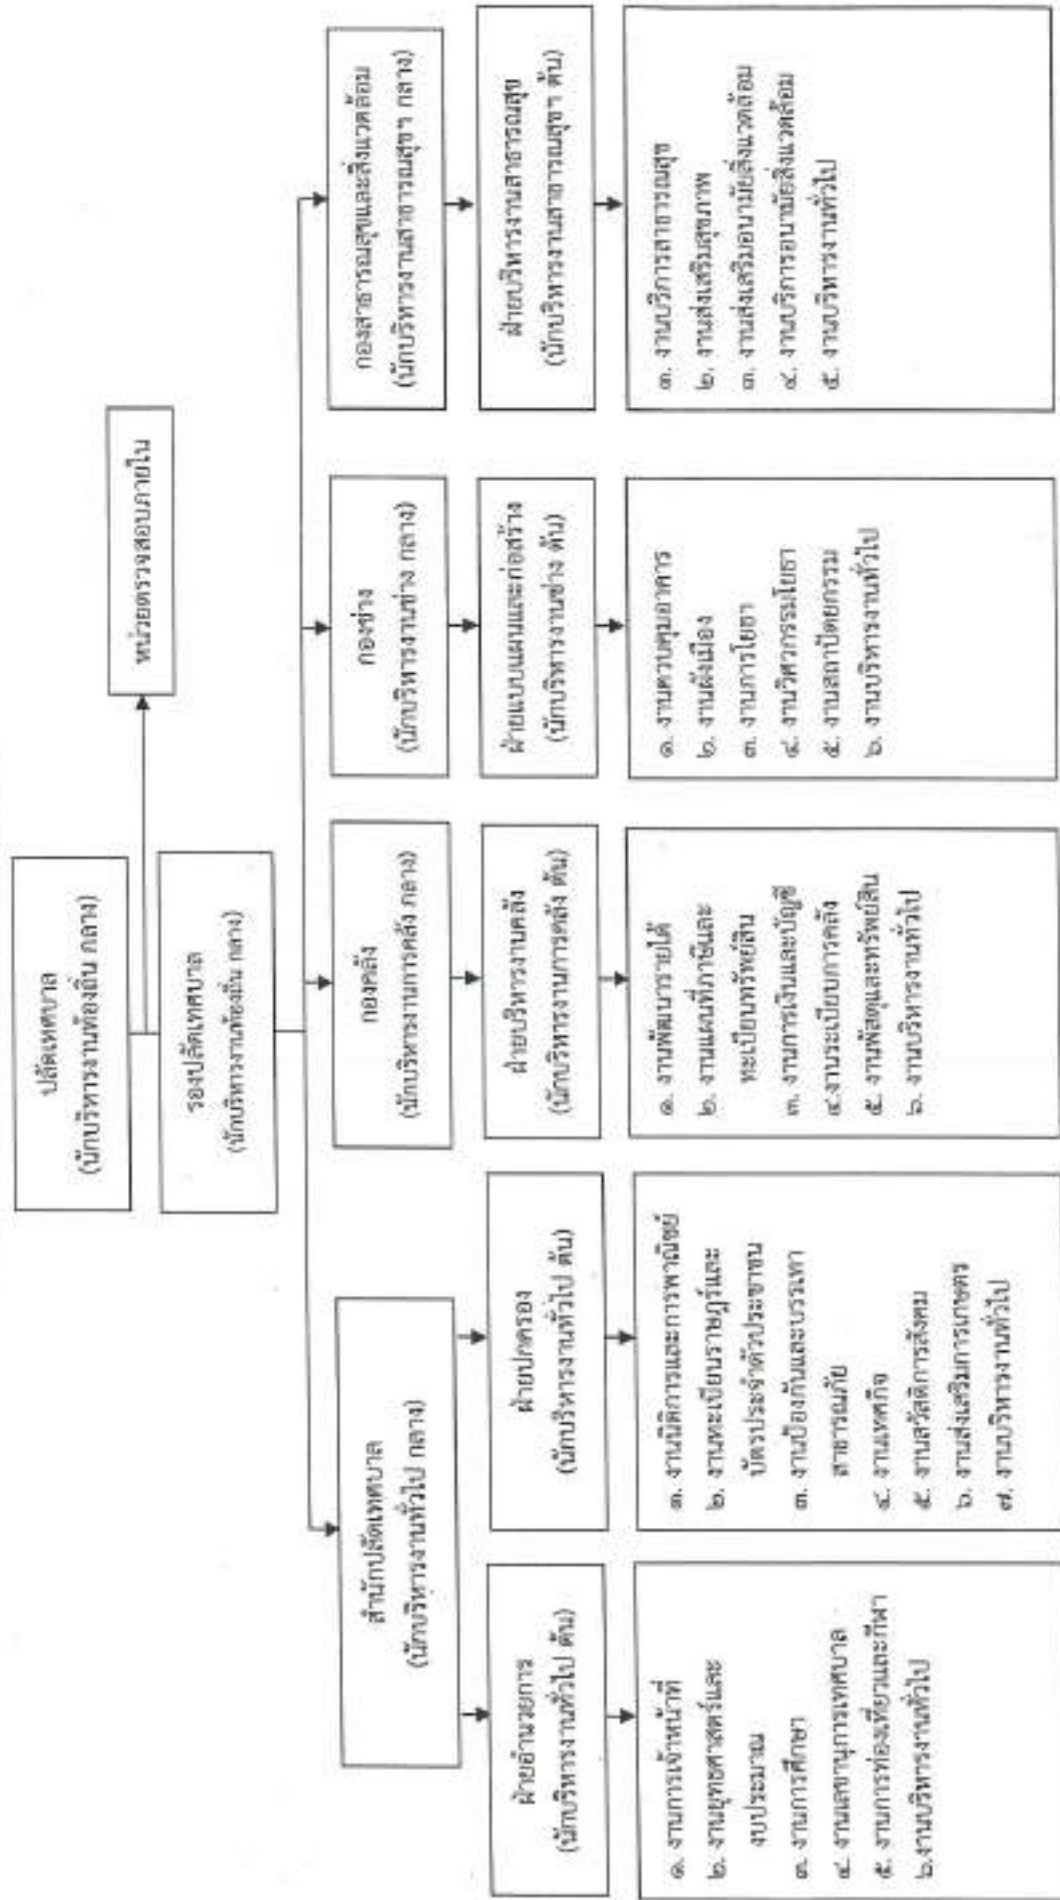 ปลัดเทศบาล
(นักบริหารงานท้องถิ่น กลาง)
หน่วยตรวจสอบภายใน
รองปลัดเทศบาล
(นักบริหารงานท้องถิ่น กลาง)
สำนักปลัดเทศบาล
(นักบริหารงานทั่วไป กลาง)
กองคลัง
(นักบริหารงานการคลัง กลาง)
กองช่าง
(นักบริหารงานช่าง กลาง)
กองสาธารณสุขและสิ่งแวดล้อม
(นักบริหารงานสาธารณสุขฯ กลาง)
ฝ่ายอำนวยการ
(นักบริหารงานทั่วไป ต้น)
ฝ่ายปกครอง
(นักบริหารงานทั่วไป ต้น)
ฝ่ายบริหารงานคลัง
(นักบริหารงานการคลัง ต้น)
ฝ่ายแบบแผนและก่อสร้าง
(นักบริหารงานช่าง ต้น)
ฝ่ายบริหารงานสาธารณสุข
(นักบริหารงานสาธารณสุขฯ ต้น)
๑. งานการเจ้าหน้าที่
๒. งานยุทธศาสตร์และ
งบประมาณ
๓. งานการศึกษา
๔. งานเลขานุการเทศบาล
๕. งานการท่องเที่ยวและกีฬา
๖.งานบริหารงานทั่วไป
๑. งานนิติการและการพาณิชย์
๒. งานทะเบียนราษฎร์และ
บัตรประจำตัวประชาชน
๓. งานป้องกันและบรรเทา
สาธารณภัย
๔. งานเทศกิจ
๕. งานสวัสดิการสังคม
๖. งานส่งเสริมการเกษตร
๗. งานบริหารงานทั่วไป
๑. งานพัฒนารายได้
๒. งานแผนที่ภาษีและ
ทะเบียนทรัพย์สิน
๓. งานการเงินและบัญชี
๔.งานระเบียบการคลัง
๕. งานพัสดุและทรัพย์สิน
๖. งานบริหารงานทั่วไป
๑. งานควบคุมอาคาร
๒. งานผังเมือง
๓. งานการโยธา
๔. งานวิศวกรรมโยธา
๕. งานสถาปัตยกรรม
๖. งานบริหารงานทั่วไป
๑. งานบริการสาธารณสุข
๒. งานส่งเสริมสุขภาพ
๓. งานส่งเสริมอนามัยสิ่งแวดล้อม
๔. งานบริการอนามัยสิ่งแวดล้อม
๕. งานบริหารงานทั่วไป